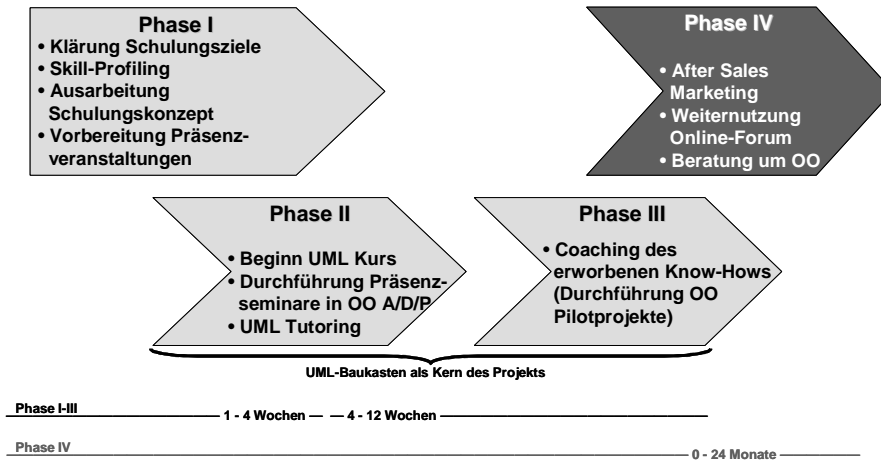 Phase I
• Klärung Schulungsziele
• Skill-Profiling
• Ausarbeitung
Schulungskonzept
• Vorbereitung Präsenz-
veranstaltungen
Phase IV
• After Sales
Marketing
• Weiternutzung
Online-Forum
• Beratung um OO
Phase II
• Beginn UML Kurs
• Durchführung Präsenz-
seminare in OO A/D/P
• UML Tutoring
Phase III
• Coaching des
erworbenen Know-Hows
(Durchführung OO
Pilotprojekte)
UML-Baukasten als Kern des Projekts
Phase I-III
1 - 4 Wochen — — 4 - 12 Wochen
Phase IV
0 - 24 Monate